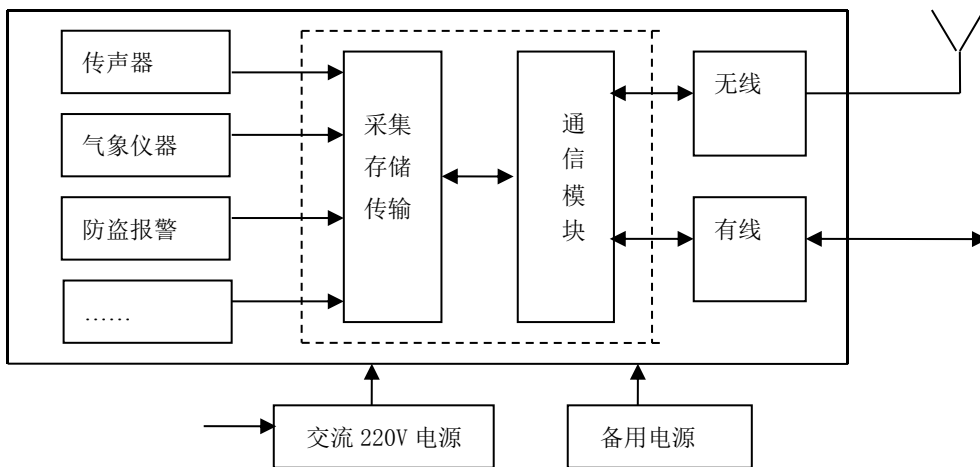 传声器
气象仪器
防盗报警
……
采集
存储
传输
通
信
模
块
无线
有线
交流 220V 电源
备用电源